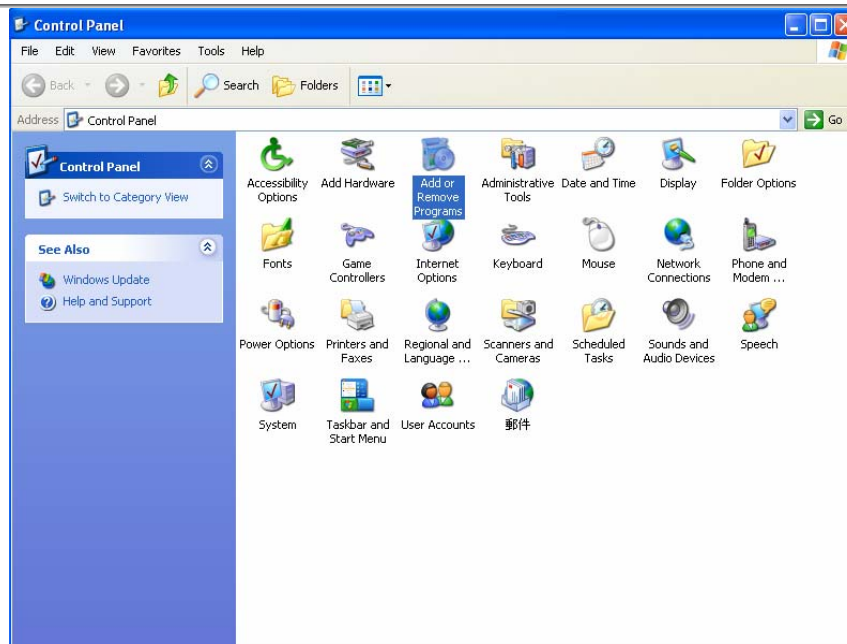 Control Panel
File Edit View Favorites Tools Help
Back Search Folders
Address Control Panel Go
Control Panel
Switch to Category View
See Also
Windows Update
Help and Support
Accessibility Options
Add Hardware
Add or Remove Programs
Administrative Tools
Date and Time
Display
Folder Options
Fonts
Game Controllers
Internet Options
Keyboard
Mouse
Network Connections
Phone and Modem ...
Power Options
Printers and Faxes
Regional and Language ...
Scanners and Cameras
Scheduled Tasks
Sounds and Audio Devices
Speech
System
Taskbar and Start Menu
User Accounts
郵件